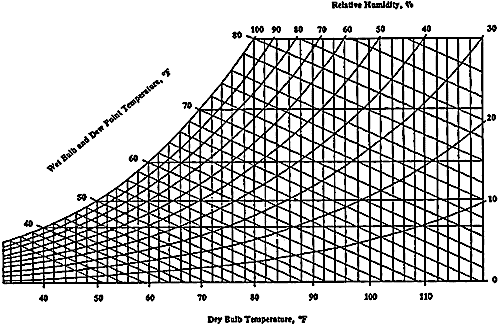 Relative Humidity, %
80 100 90 80 70 60 50 40 30
Wet Bulb and Dew Point Temperature, °F
70
20
60
50
10
40
0
40 50 60 70 80 90 100 110
Dry Bulb Temperature, °F